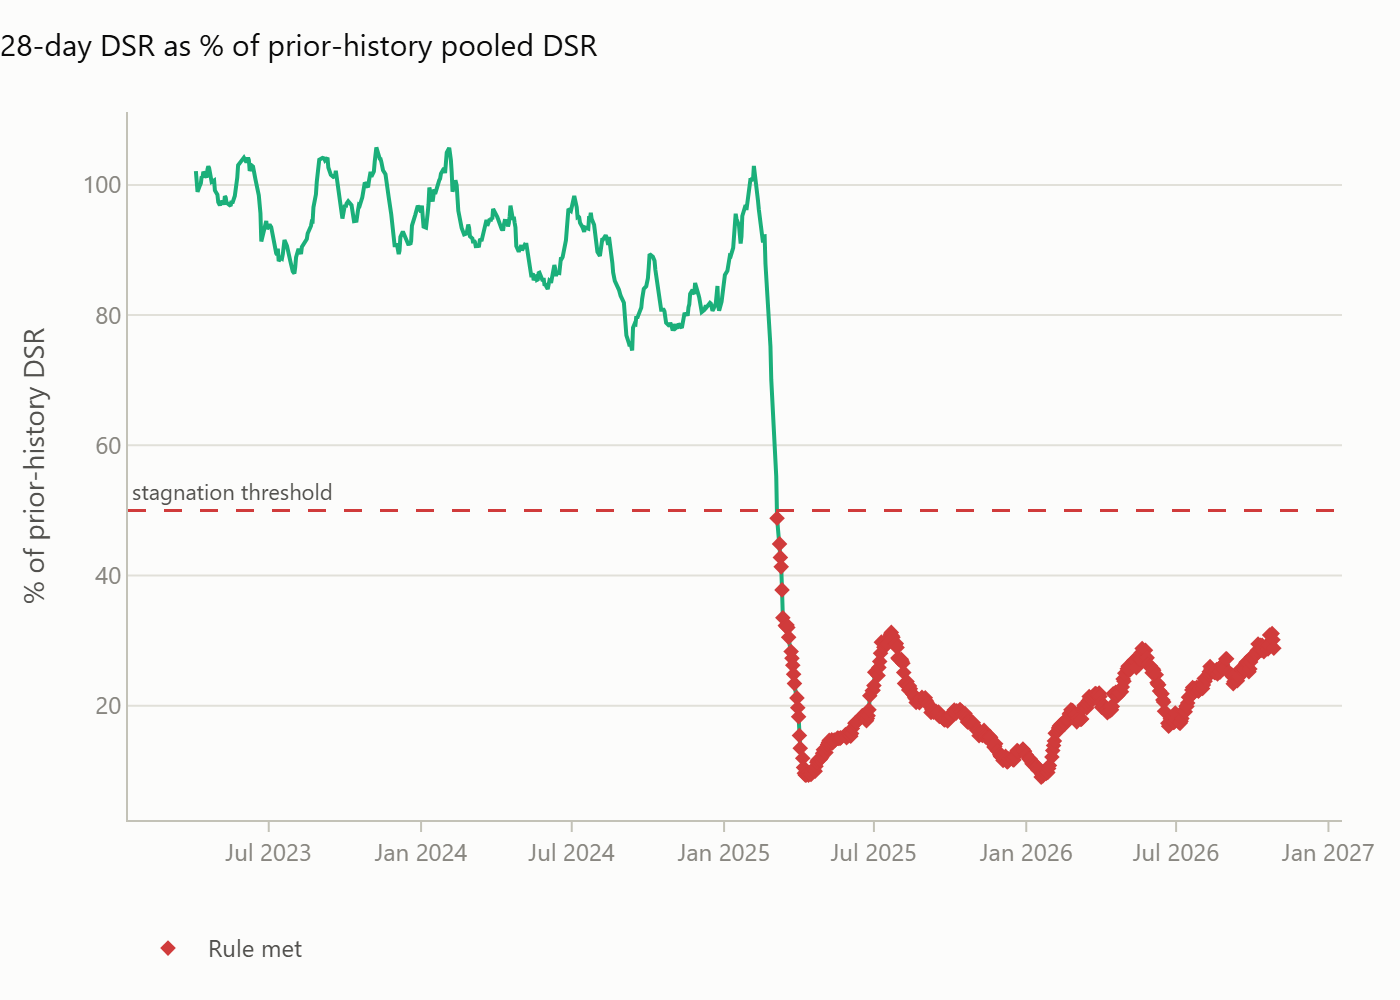 28-day DSR as % of prior-history pooled DSR
% of prior-history DSR
100
80
60
stagnation threshold
40
20
Jul 2023
Jan 2024
Jul 2024
Jan 2025
Jul 2025
Jan 2026
Jul 2026
Jan 2027
Rule met